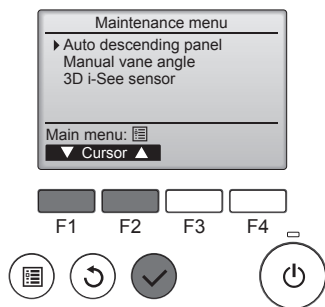 Maintenance menu
Auto descending panel
Manual vane angle
3D i-See sensor
Main menu:
▼ Cursor ▲
F1 F2 F3 F4